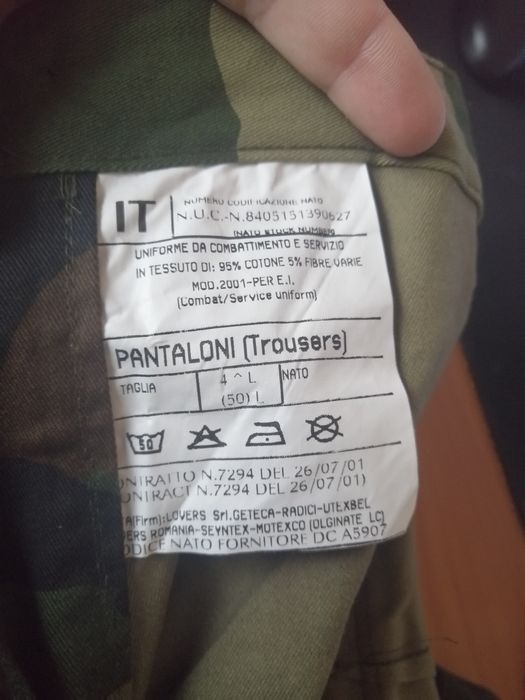 IT
NUMERO CODIFICAZIONE NATO
N.U.C.-N.8405151390627
(NATO STOCK NUMBER)
UNIFORME DA COMBATTIMENTO E SERVIZIO
IN TESSUTO DI: 95% COTONE 5% FIBRE VARIE
MOD.2001-PER E.I.
(Combat/Service uniform)
PANTALONI (Trousers)
TAGLIA 4^ L NATO
(50) L
50
ONTRATTO N.7294 DEL 26/07/01
ONTRACT N.7294 DEL 26/07/01)
A(Firm):LOVERS Srl.GETECA-RADICI-UTEXBEL
ERS ROMANIA-SEYNTEX-MOTEXCO (OLGINATE LC)
ODICE NATO FORNITORE DC A5907